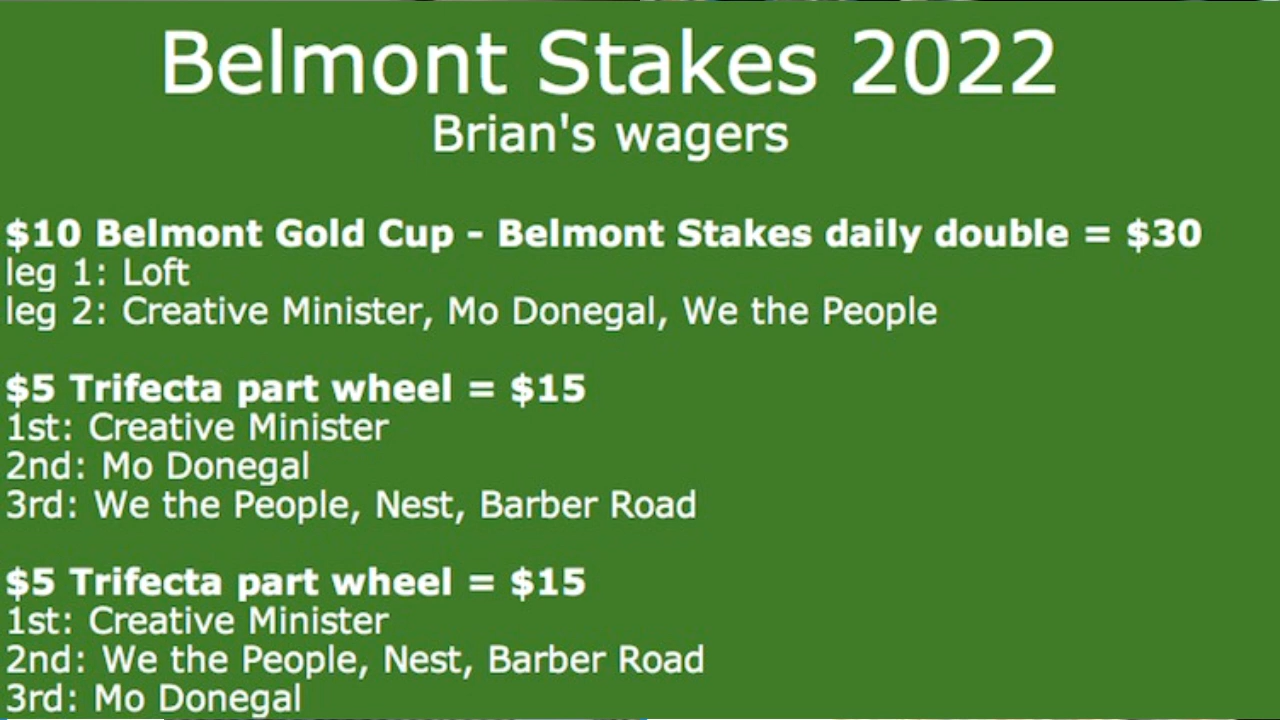 Belmont Stakes 2022
Brian's wagers
$10 Belmont Gold Cup - Belmont Stakes daily double = $30
leg 1: Loft
leg 2: Creative Minister, Mo Donegal, We the People
$5 Trifecta part wheel = $15
1st: Creative Minister
2nd: Mo Donegal
3rd: We the People, Nest, Barber Road
$5 Trifecta part wheel = $15
1st: Creative Minister
2nd: We the People, Nest, Barber Road
3rd: Mo Donegal